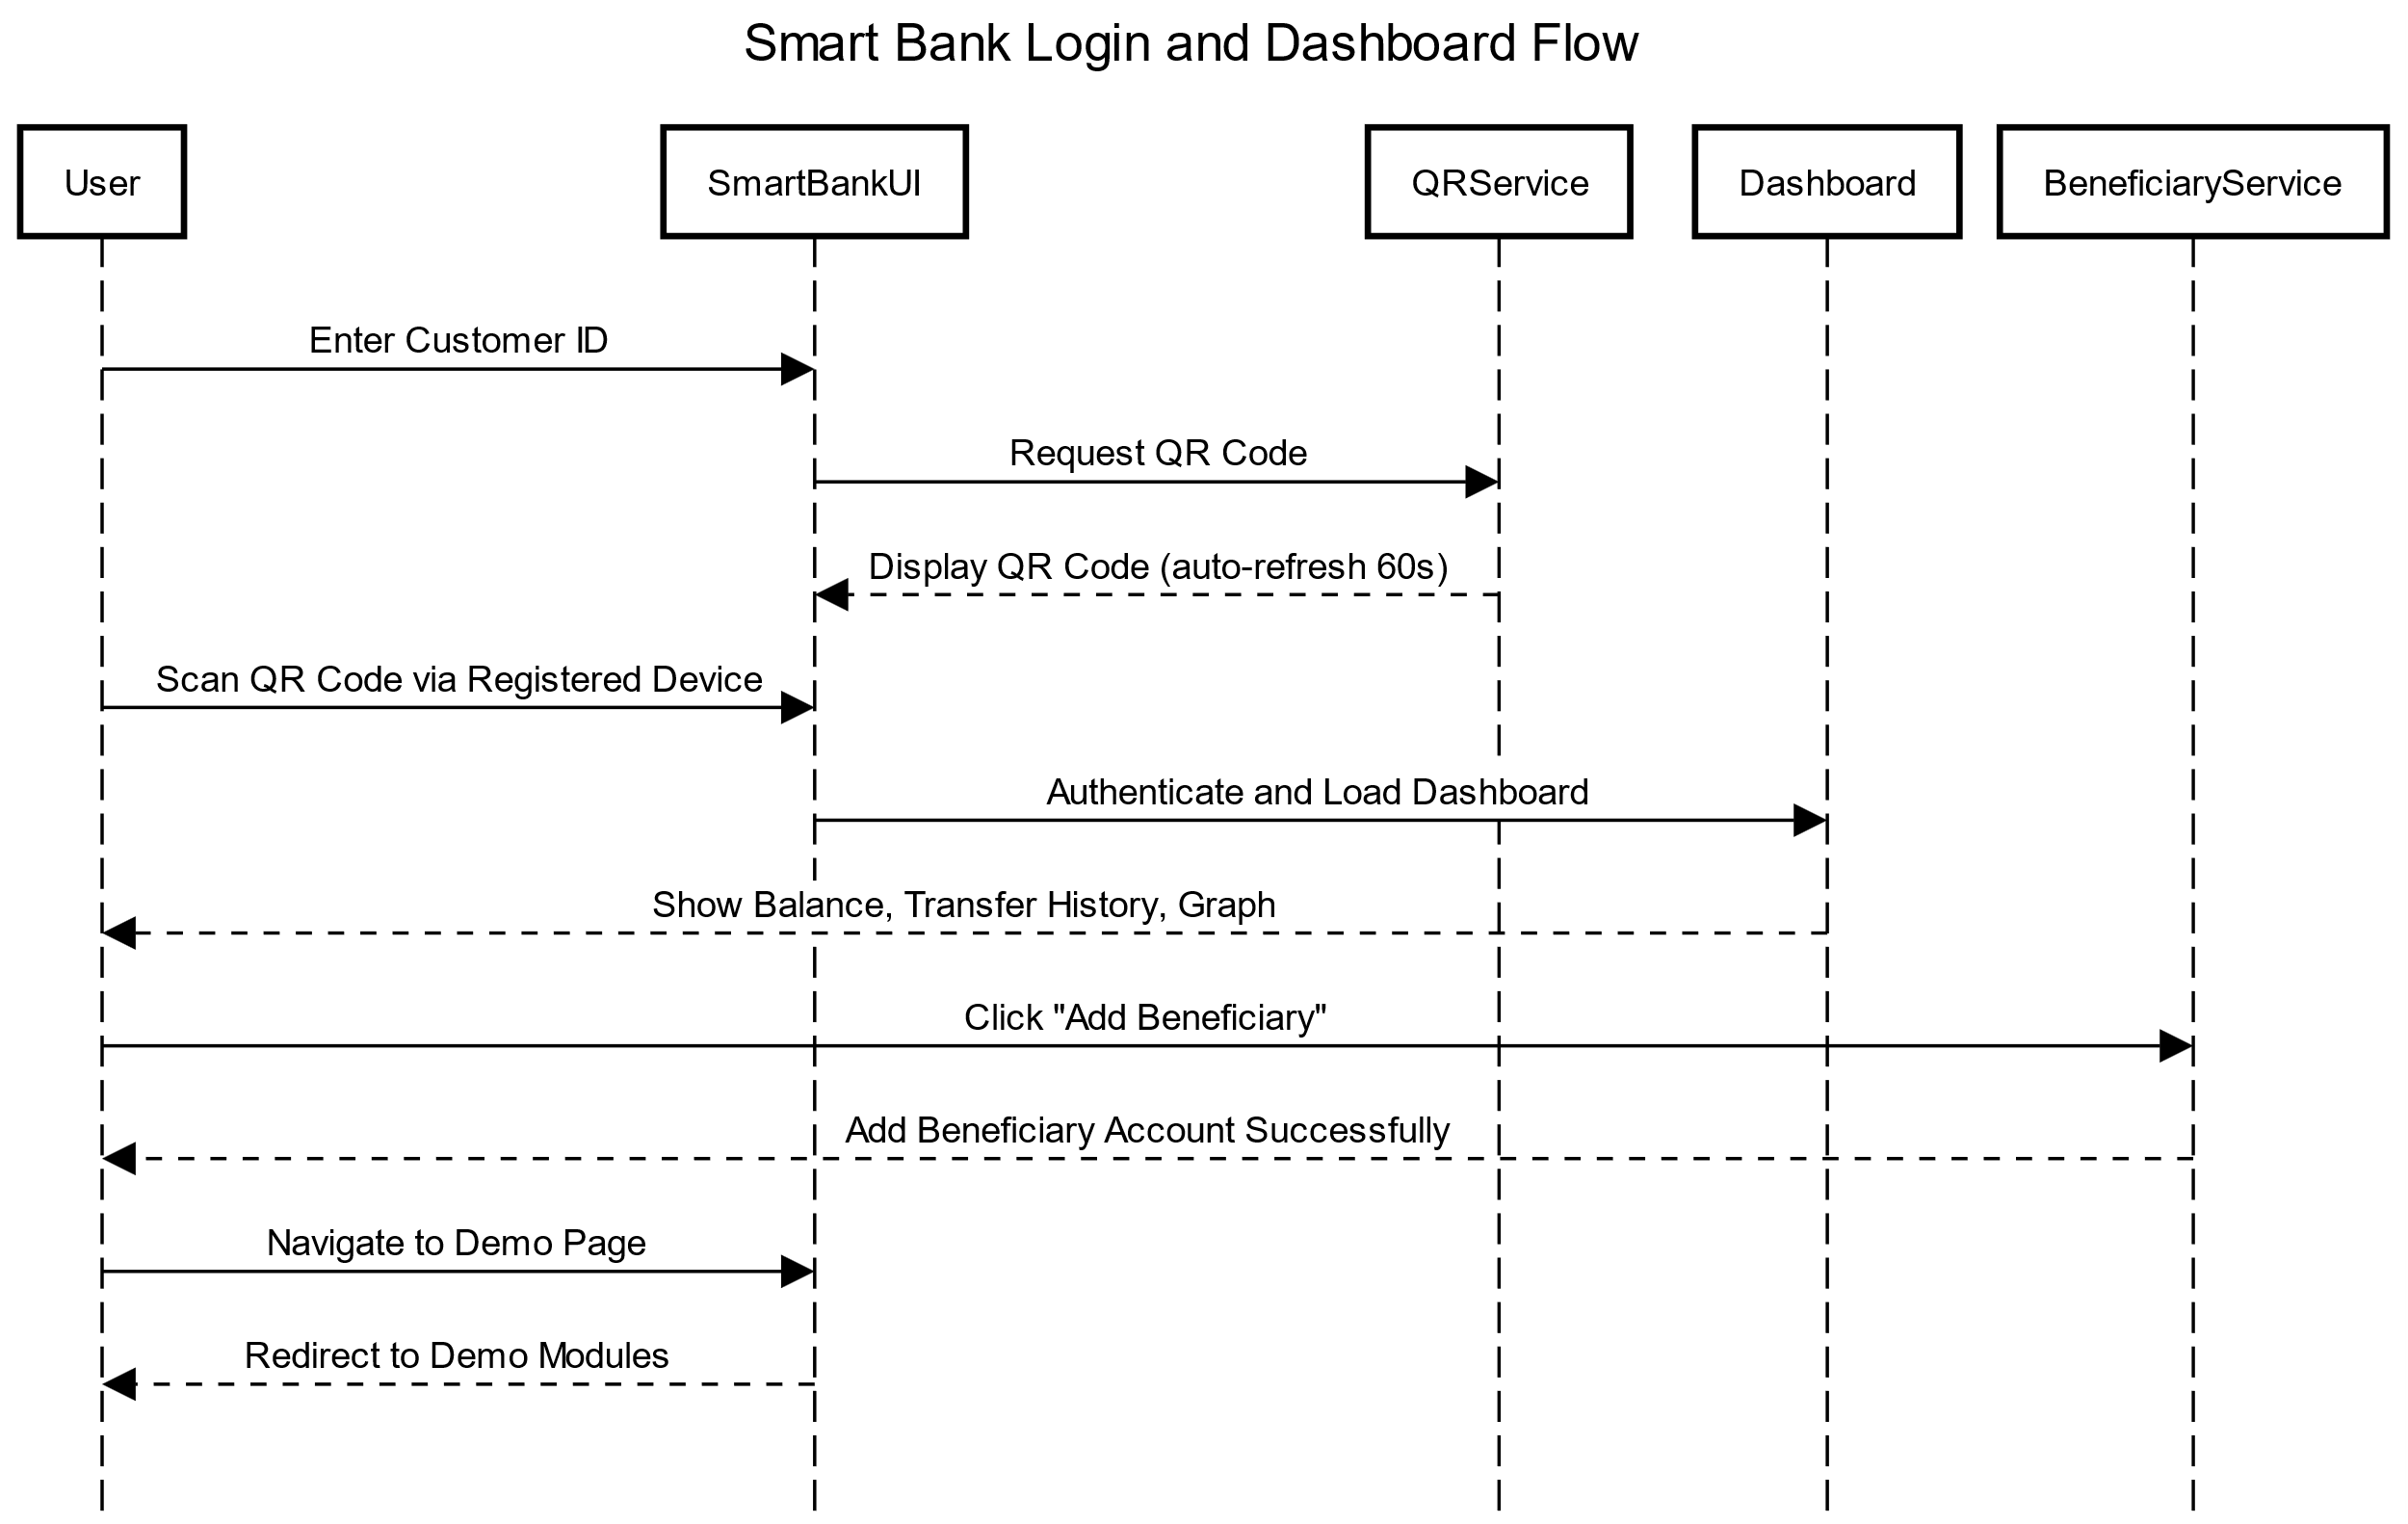 Smart Bank Login and Dashboard Flow
User
SmartBankUI
QRService
Dashboard
BeneficiaryService
Enter Customer ID
Request QR Code
Display QR Code (auto-refresh 60s)
Scan QR Code via Registered Device
Authenticate and Load Dashboard
Show Balance, Transfer History, Graph
Click "Add Beneficiary"
Add Beneficiary Account Successfully
Navigate to Demo Page
Redirect to Demo Modules